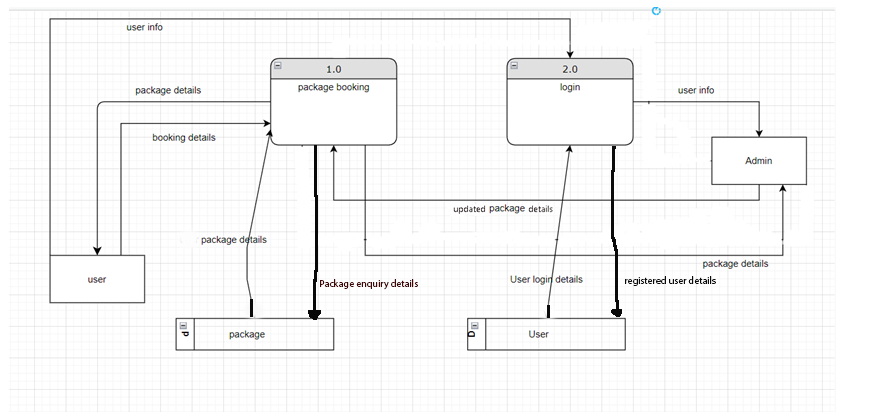 user info
1.0
package booking
2.0
login
package details
user info
booking details
Admin
updated package details
package details
package details
user
Package enquiry details
User login details
registered user details
d
package
D
User